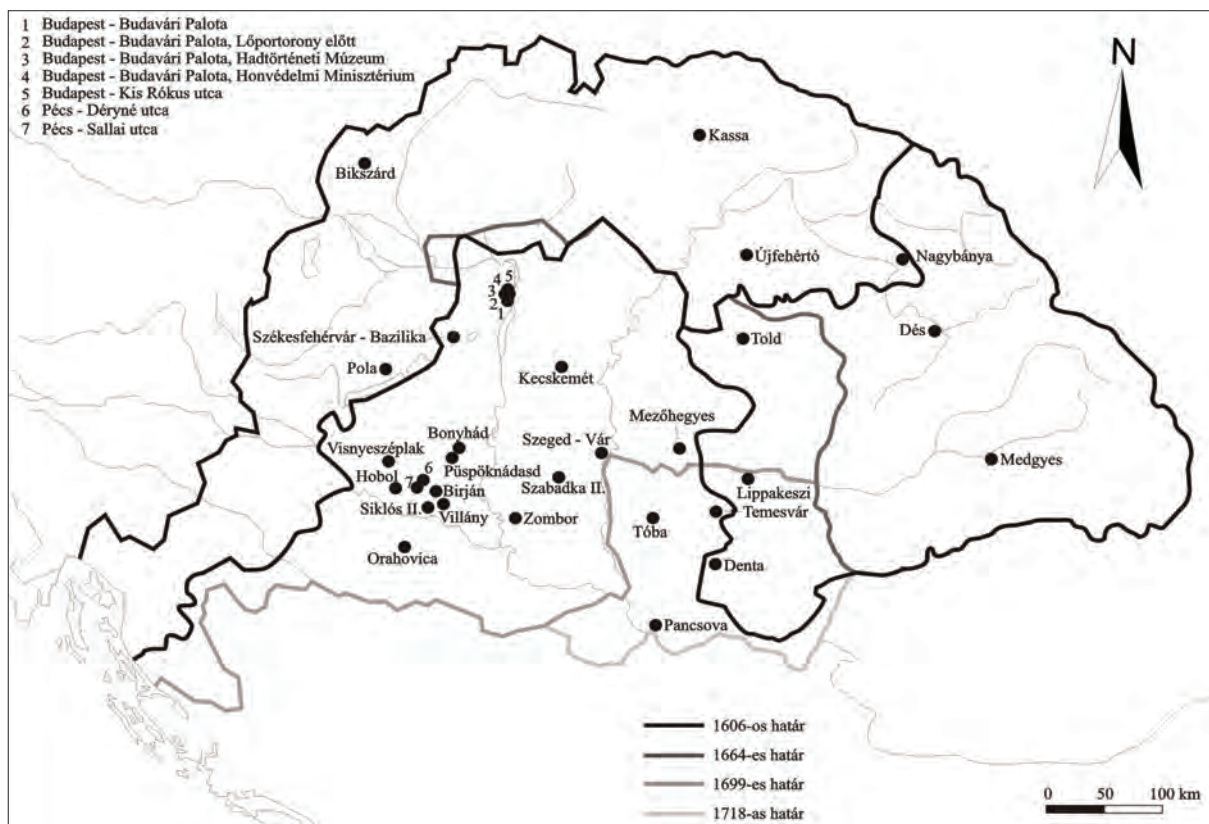 1 Budapest - Budavári Palota
2 Budapest - Budavári Palota, Lőportorony előtt
3 Budapest - Budavári Palota, Hadtörténeti Múzeum
4 Budapest - Budavári Palota, Honvédelmi Minisztérium
5 Budapest - Kis Rókus utca
6 Pécs - Déryné utca
7 Pécs - Sallai utca
N
Kassa
Bikszárd
Újfehértó
Nagybánya
4 5
3
2
1
Székesfehérvár - Bazilika
Told
Dés
Pola
Kecskemét
Mezőhegyes
Bonyhád
Szeged - Vár
Visnyeszéplak
Medgyes
Püspöknádasd
Hobol
6
7
Birján
Szabadka II.
Lippakeszi
Siklós II.
Villány
Temesvár
Zombor
Tóba
Orahovica
Denta
Pancsova
1606-os határ
1664-es határ
1699-es határ
1718-as határ
0 50 100 km